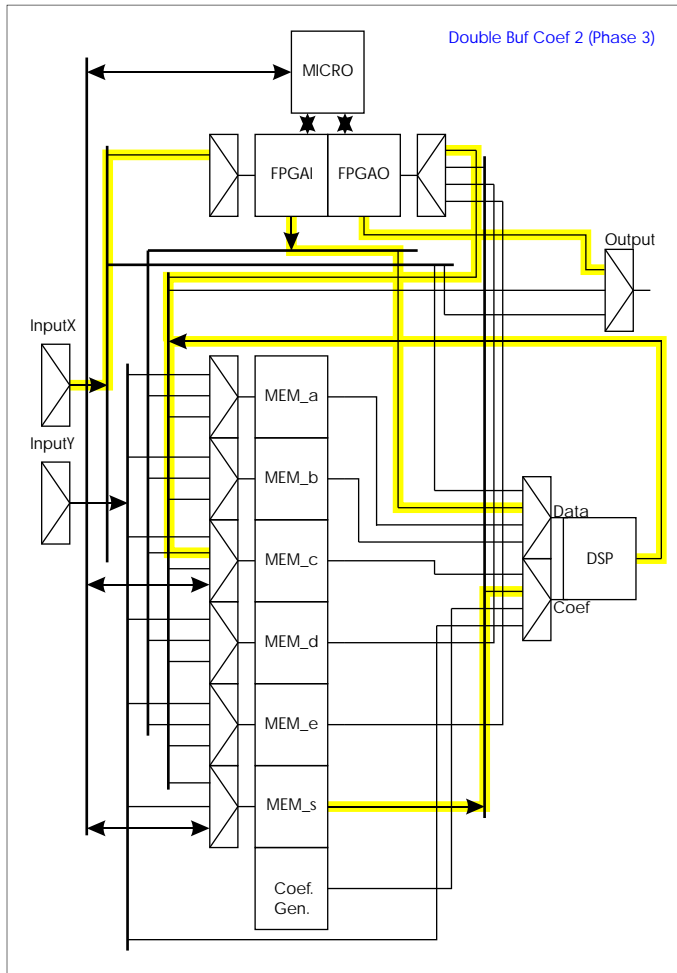 Double Buf Coef 2 (Phase 3)
MICRO
FPGAI
FPGAO
Output
InputX
MEM_a
InputY
MEM_b
Data
MEM_c
DSP
Coef
MEM_d
MEM_e
MEM_s
Coef.
Gen.